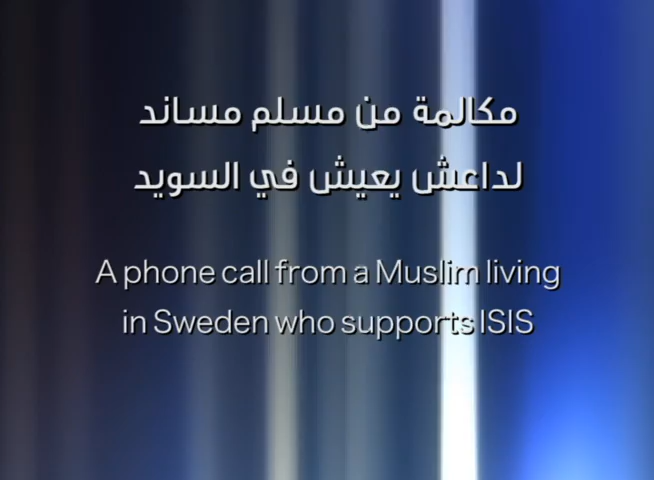 مكالمة من مسلم مساند
لداعش يعيش في السويد
A phone call from a Muslim living
in Sweden who supports ISIS